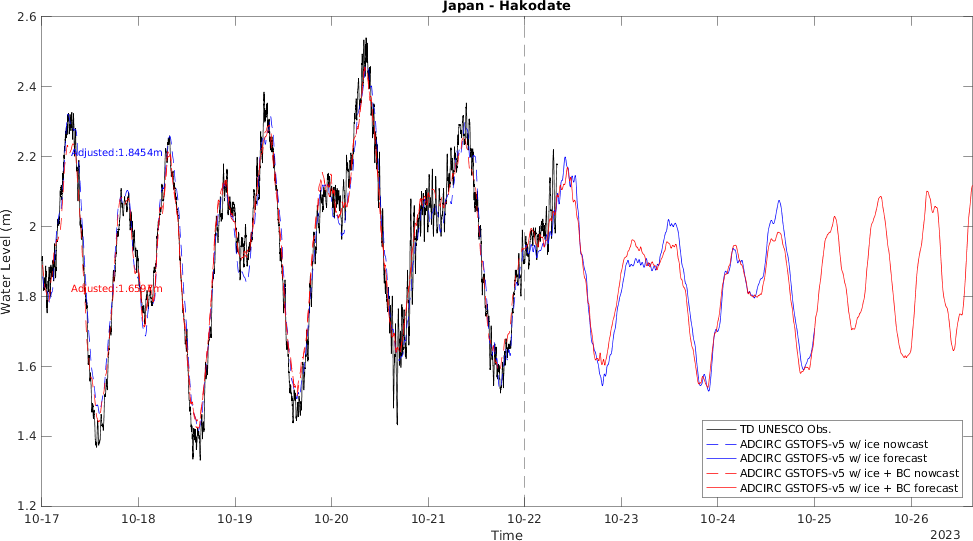 Japan - Hakodate
2.6
2.4
2.2
2
1.8
1.6
1.4
1.2
Water Level (m)
Adjusted:1.8454m
TD UNESCO Obs.
ADCIRC GSTOFS-v5 w/ ice nowcast
ADCIRC GSTOFS-v5 w/ ice forecast
ADCIRC GSTOFS-v5 w/ ice + BC nowcast
ADCIRC GSTOFS-v5 w/ ice + BC forecast
10-17 10-18 10-19 10-20 10-21 10-22 10-23 10-24 10-25 10-26
Time
2023